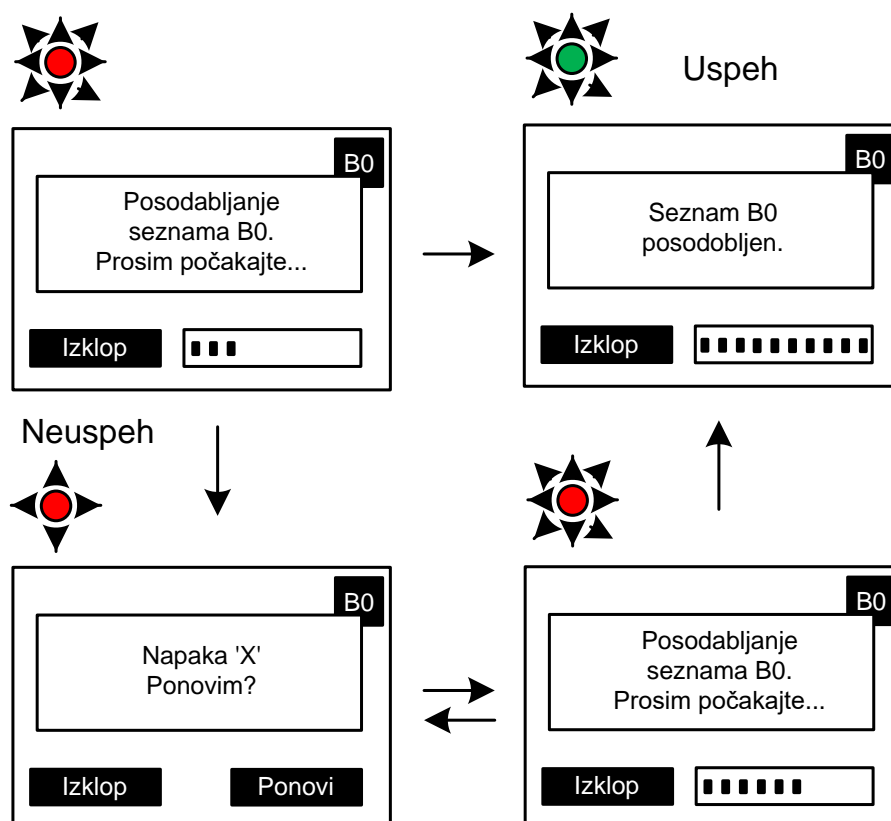 Uspeh
B0
Posodabljanje
seznama B0.
Prosim počakajte...
Izklop
B0
Seznam B0
posodobljen.
Izklop
Neuspeh
B0
Napaka 'X'
Ponovim?
Izklop
Ponovi
B0
Posodabljanje
seznama B0.
Prosim počakajte...
Izklop